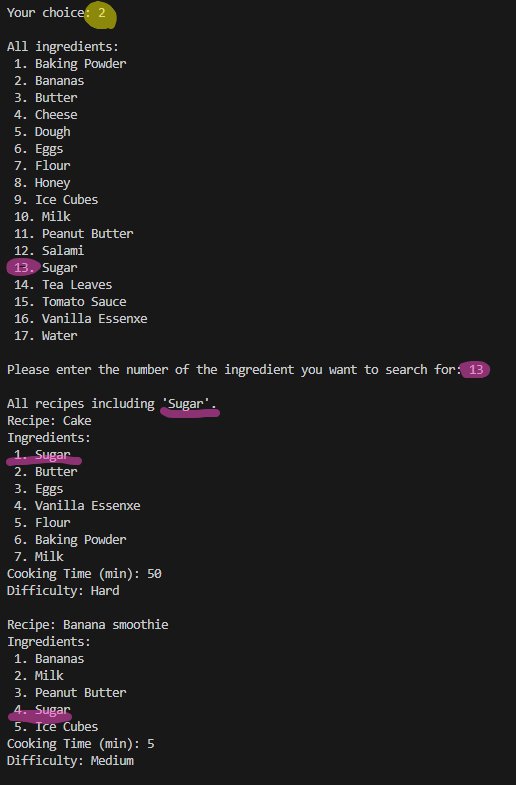 Your choice: 2
All ingredients:
1. Baking Powder
2. Bananas
3. Butter
4. Cheese
5. Dough
6. Eggs
7. Flour
8. Honey
9. Ice Cubes
10. Milk
11. Peanut Butter
12. Salami
13. Sugar
14. Tea Leaves
15. Tomato Sauce
16. Vanilla Essenxe
17. Water
Please enter the number of the ingredient you want to search for: 13
All recipes including 'Sugar'.
Recipe: Cake
Ingredients:
1. Sugar
2. Butter
3. Eggs
4. Vanilla Essenxe
5. Flour
6. Baking Powder
7. Milk
Cooking Time (min): 50
Difficulty: Hard
Recipe: Banana smoothie
Ingredients:
1. Bananas
2. Milk
3. Peanut Butter
4. Sugar
5. Ice Cubes
Cooking Time (min): 5
Difficulty: Medium